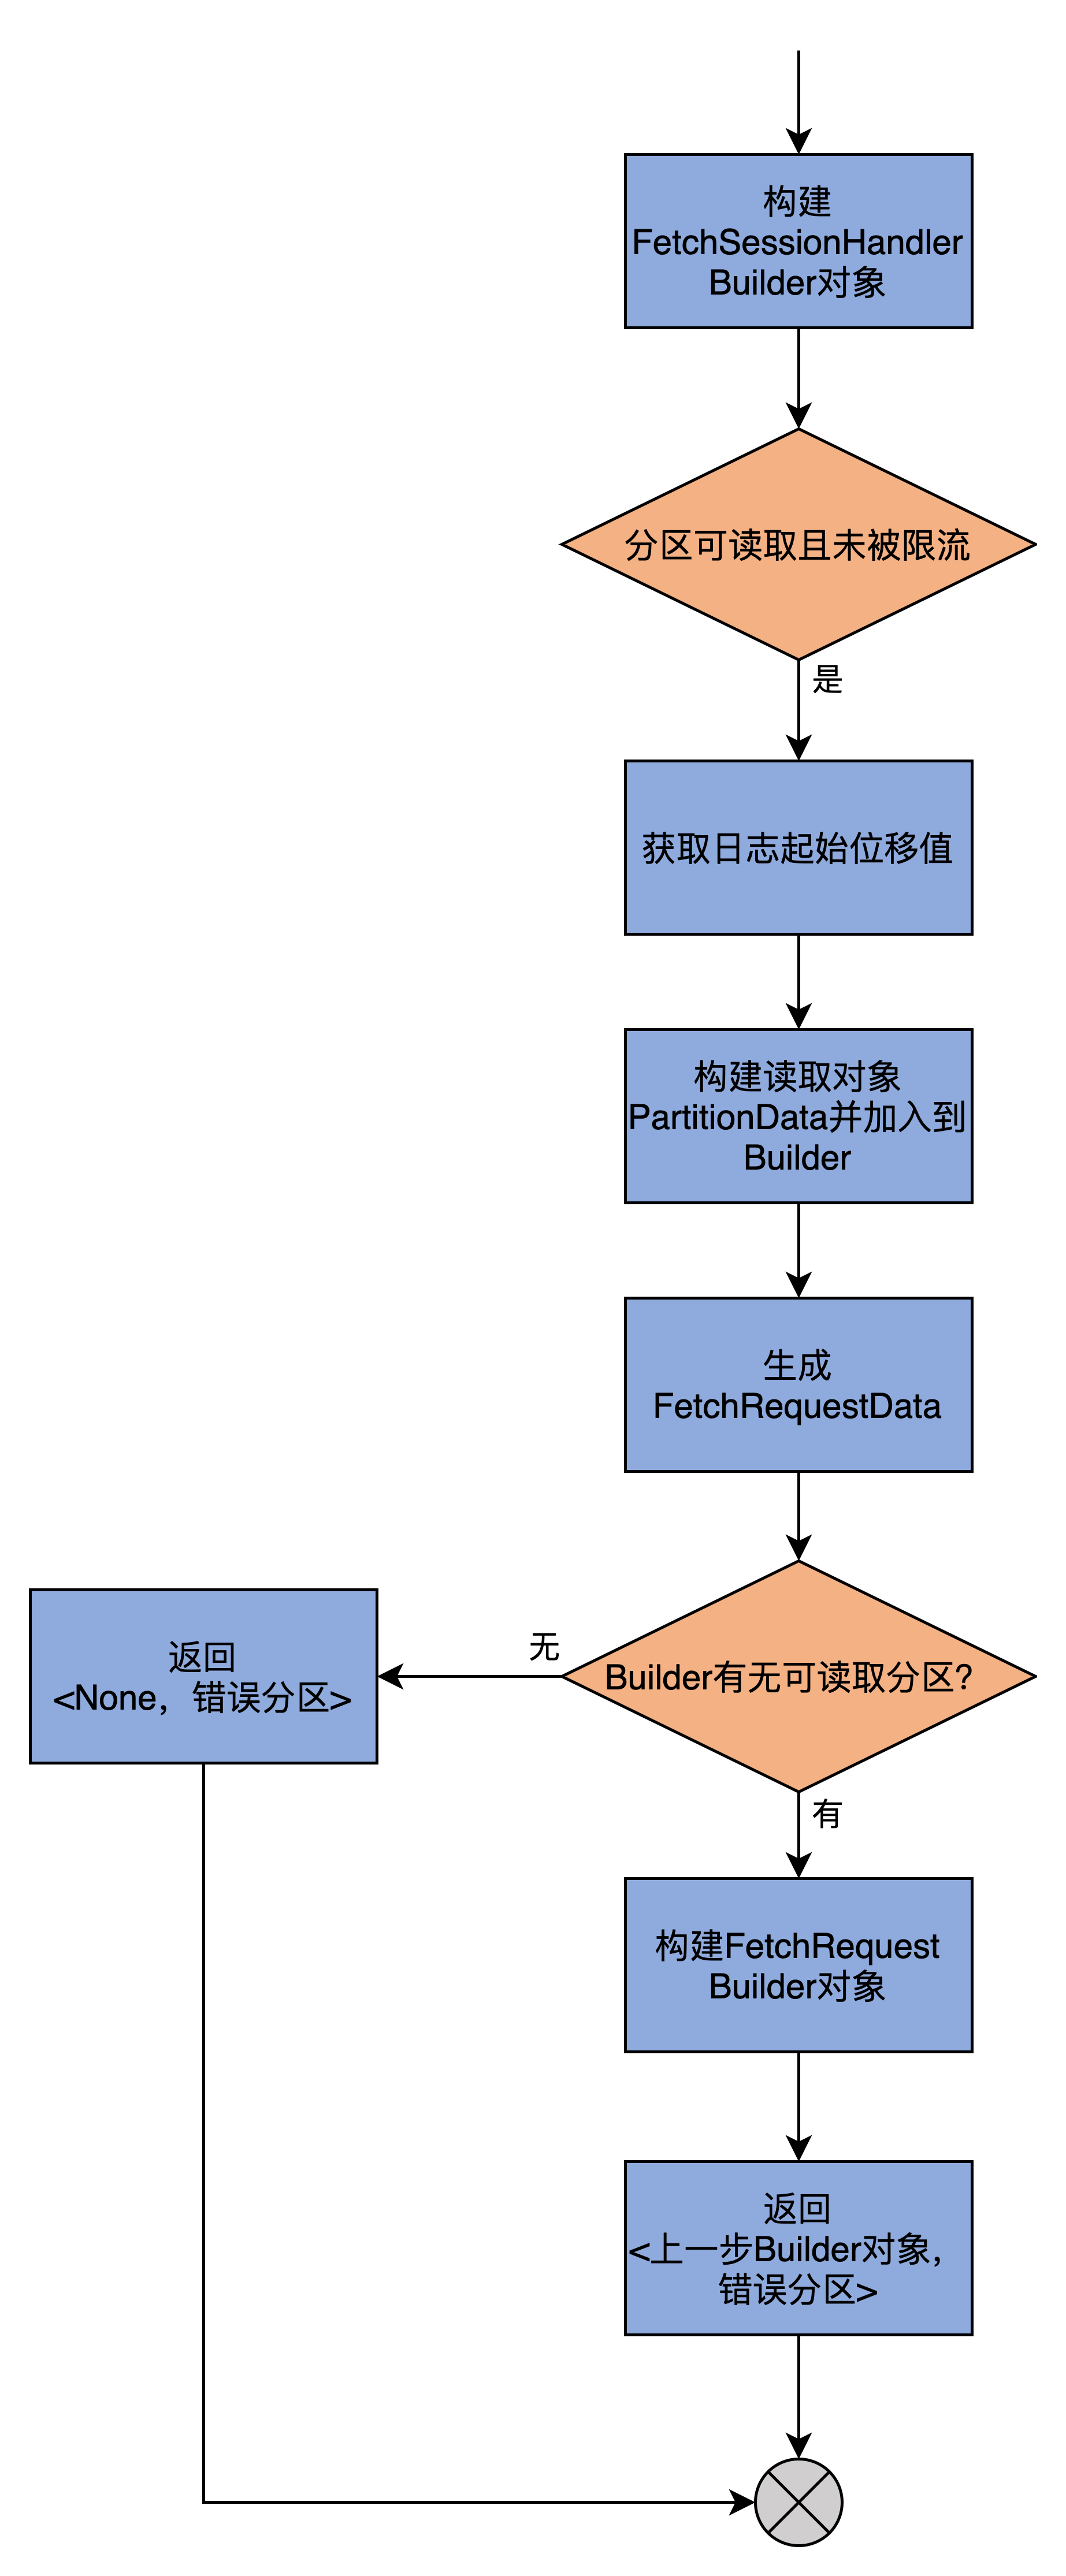 构建
FetchSessionHandler
Builder对象
分区可读取且未被限流
是
获取日志起始位移值
构建读取对象
PartitionData并加入到
Builder
生成
FetchRequestData
Builder有无可读取分区?
无
返回
<None，错误分区>
有
构建FetchRequest
Builder对象
返回
<上一步Builder对象，
错误分区>